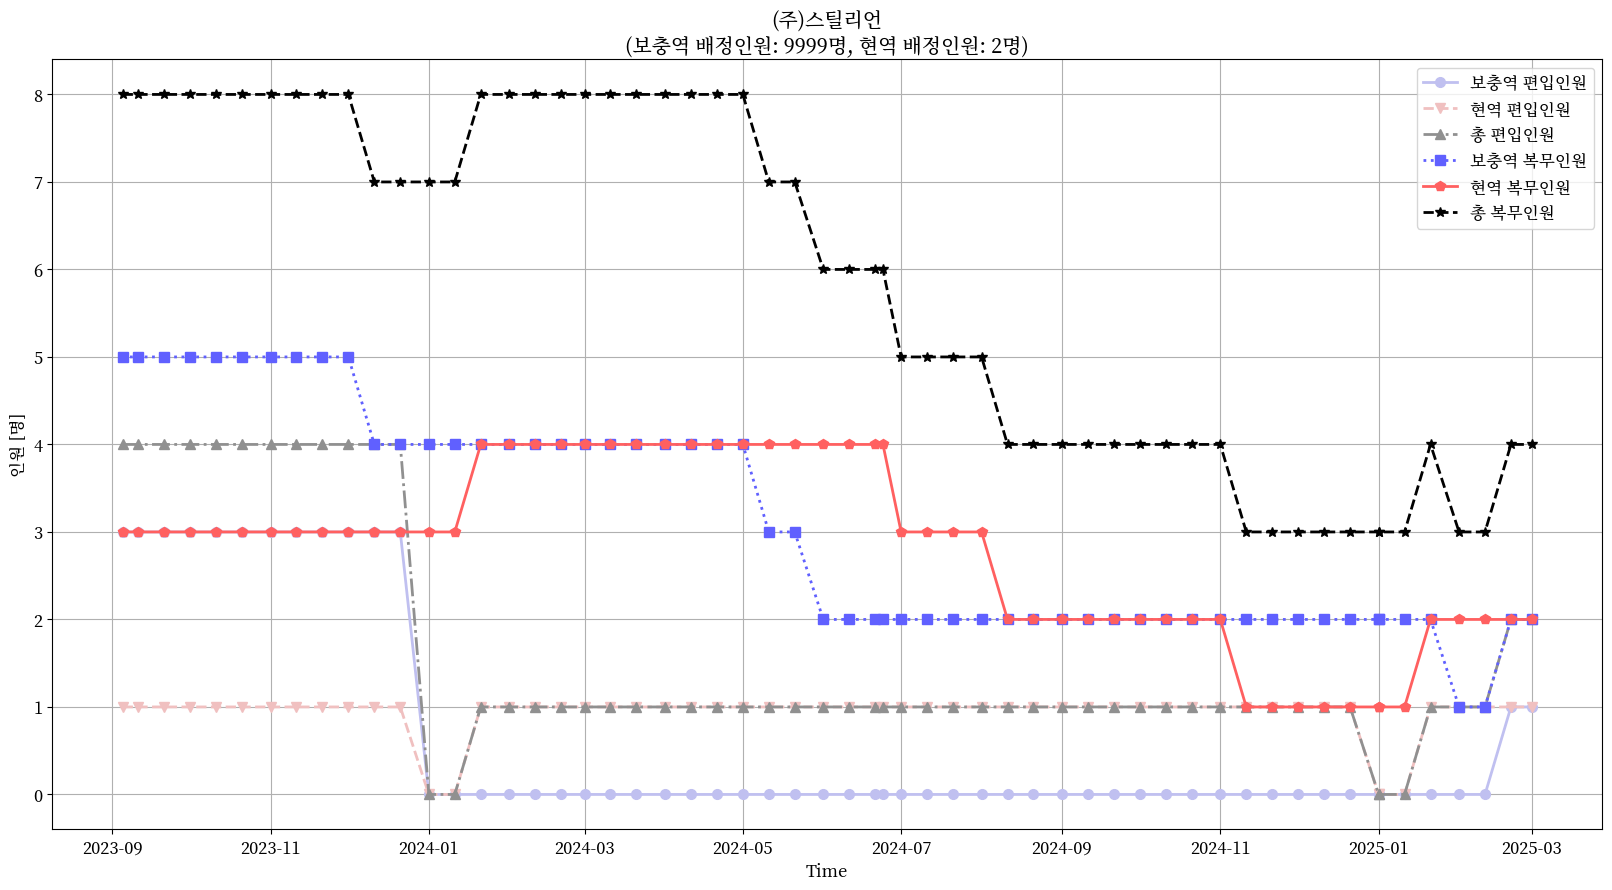 (주)스틸리언
(보충역 배정인원: 9999명, 현역 배정인원: 2명)
보충역 편입인원
현역 편입인원
총 편입인원
보충역 복무인원
현역 복무인원
총 복무인원
인원 [명]
8
7
6
5
4
3
2
1
0
2023-09 2023-11 2024-01 2024-03 2024-05 2024-07 2024-09 2024-11 2025-01 2025-03
Time